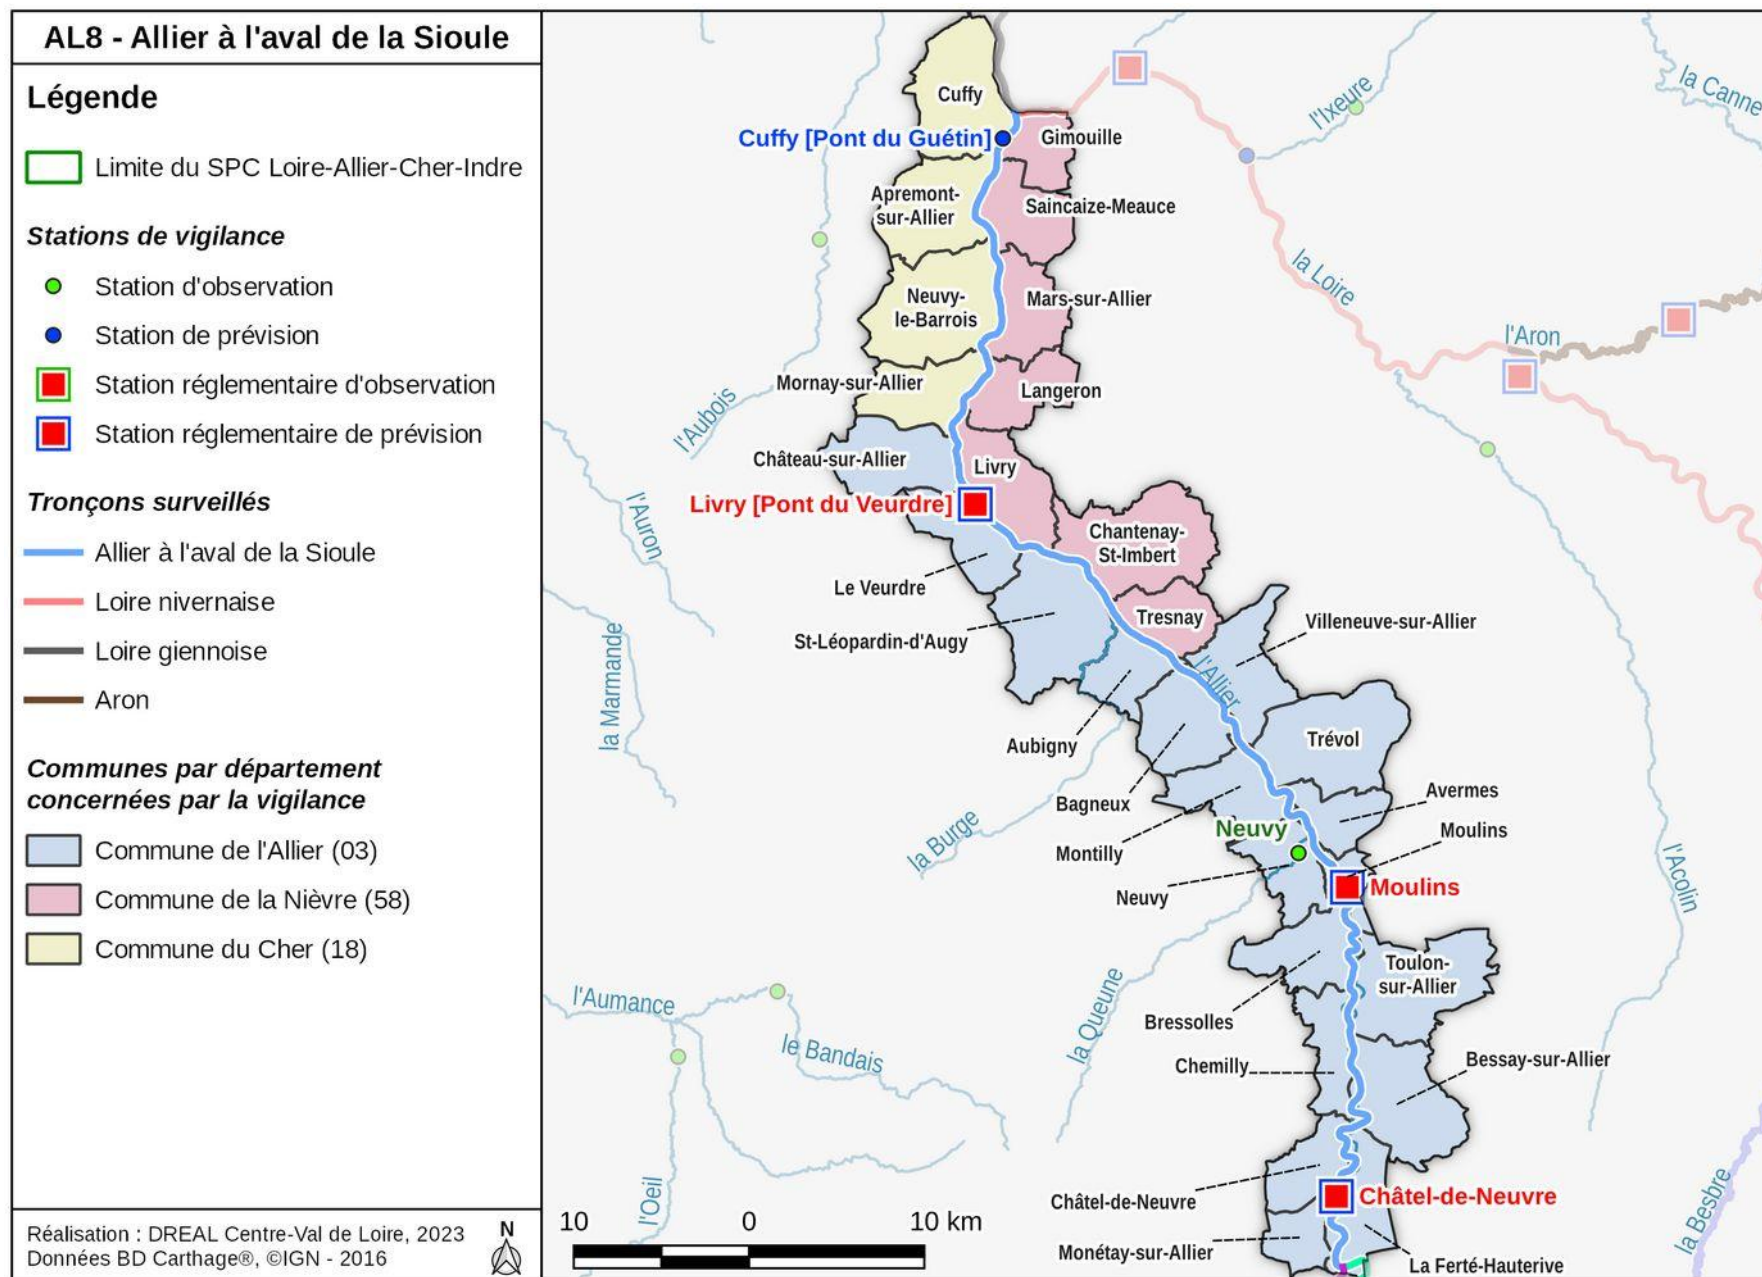 AL8 - Allier à l'aval de la Sioule
Légende
Limite du SPC Loire-Allier-Cher-Indre
Stations de vigilance
Station d'observation
Station de prévision
Station réglementaire d'observation
Station réglementaire de prévision
Tronçons surveillés
Allier à l'aval de la Sioule
Loire nivernaise
Loire giennoise
Aron
Communes par département
concernées par la vigilance
Commune de l'Allier (03)
Commune de la Nièvre (58)
Commune du Cher (18)
Réalisation : DREAL Centre-Val de Loire, 2023
Données BD Carthage®, ©IGN - 2016
N
10 0 10 km
Cuffy
Cuffy [Pont du Guétin]
Gimouille
Apremont-
sur-Allier
Saincaize-Meauce
Neuvy-
le-Barrois
Mars-sur-Allier
Mornay-sur-Allier
Langeron
Château-sur-Allier
Livry
Livry [Pont du Veurdre]
Chantenay-
St-Imbert
Le Veurdre
Tresnay
St-Léopardin-d'Augy
Villeneuve-sur-Allier
l'Allier
Aubigny
Trévol
Bagneux
Avermes
Neuvy
Moulins
Montilly
Moulins
Neuvy
Toulon-
sur-Allier
Bressolles
Chemilly
Bessay-sur-Allier
Châtel-de-Neuvre
Châtel-de-Neuvre
Monétay-sur-Allier
La Ferté-Hauterive
l'Ixeure
la Canne
la Loire
l'Aron
l'Aubois
l'Auron
la Marmande
la Burge
l'Acolin
la Queune
l'Aumance
le Bandais
l'Oeil
la Besbre